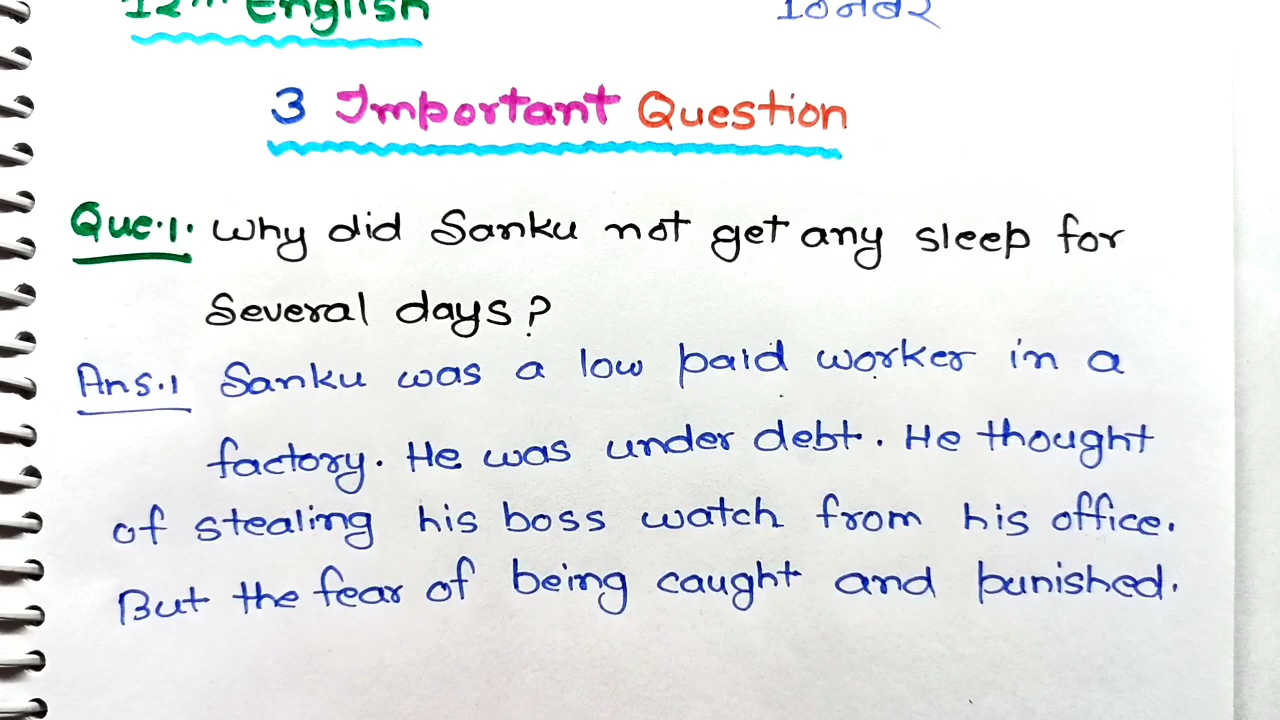 12th English
10 नंबर
3 Important Question
Que.1. Why did Sanku not get any sleep for
Several days?
Ans.1 Sanku was a low paid worker in a
factory. He was under debt. He thought
of stealing his boss watch from his office.
But the fear of being caught and punished.